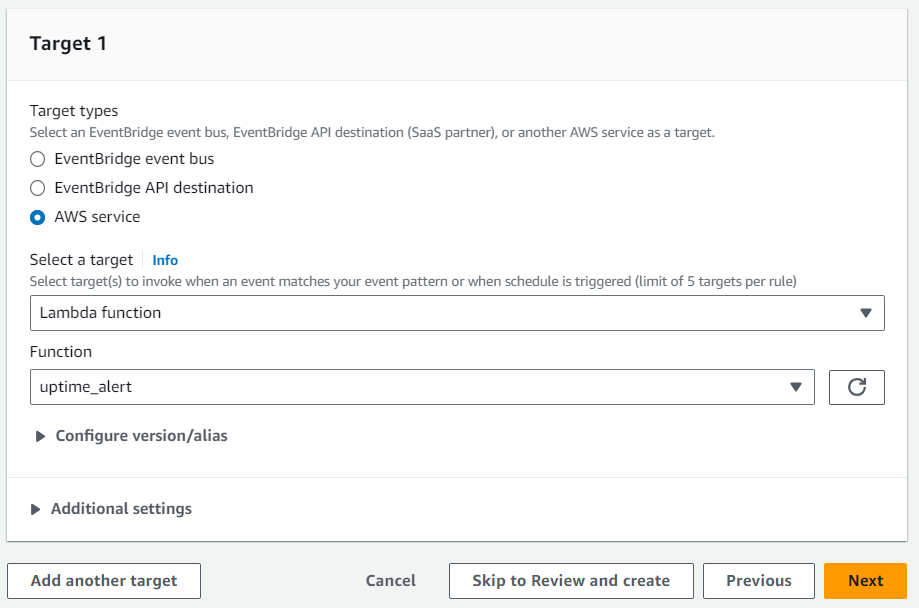 Target 1
Target types
Select an EventBridge event bus, EventBridge API destination (SaaS partner), or another AWS service as a target.
EventBridge event bus
EventBridge API destination
AWS service
Select a target Info
Select target(s) to invoke when an event matches your event pattern or when schedule is triggered (limit of 5 targets per rule)
Lambda function
Function
uptime_alert
Configure version/alias
Additional settings
Add another target Cancel Skip to Review and create Previous Next